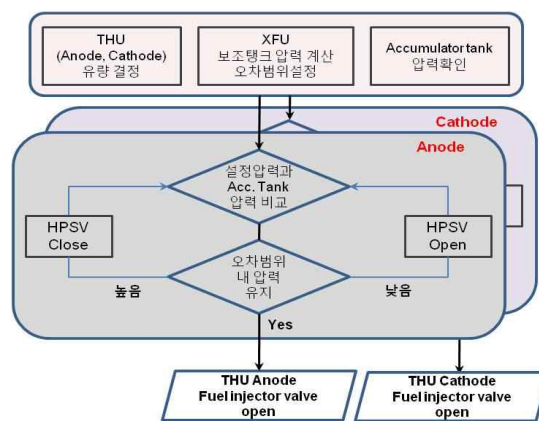 THU
(Anode, Cathode)
유량 결정
XFU
보조탱크 압력 계산
오차범위설정
Accumulator tank
압력확인
Cathode
Anode
설정압력과
Acc. Tank
압력 비교
HPSV
Close
HPSV
Open
오차범위
내 압력
유지
높음
낮음
Yes
THU Anode
Fuel injector valve
open
THU Cathode
Fuel injector valve
open